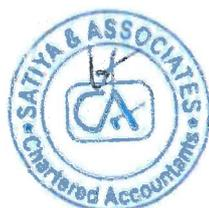 SATIYA & ASSOCIATES
Chartered Accountants
CA